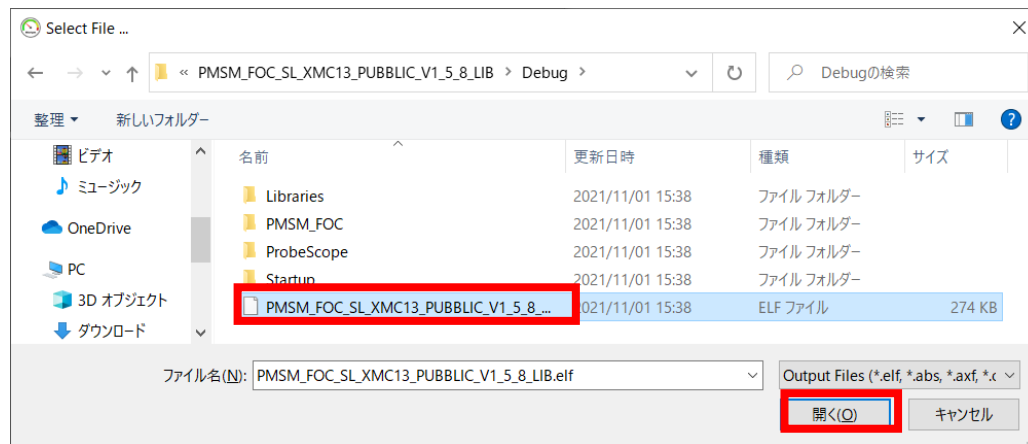 Select File ...
« PMSM_FOC_SL_XMC13_PUBBLIC_V1_5_8_LIB > Debug >
Debugの検索
整理
新しいフォルダー
ビデオ
ミュージック
OneDrive
PC
3D オブジェクト
ダウンロード
名前 更新日時 種類 サイズ
Libraries 2021/11/01 15:38 ファイル フォルダー
PMSM_FOC 2021/11/01 15:38 ファイル フォルダー
ProbeScope 2021/11/01 15:38 ファイル フォルダー
Startup 2021/11/01 15:38 ファイル フォルダー
PMSM_FOC_SL_XMC13_PUBBLIC_V1_5_8_... 2021/11/01 15:38 ELF ファイル 274 KB
ファイル名(N): PMSM_FOC_SL_XMC13_PUBBLIC_V1_5_8_LIB.elf
Output Files (*.elf, *.abs, *.axf, *.c
開く(O) キャンセル